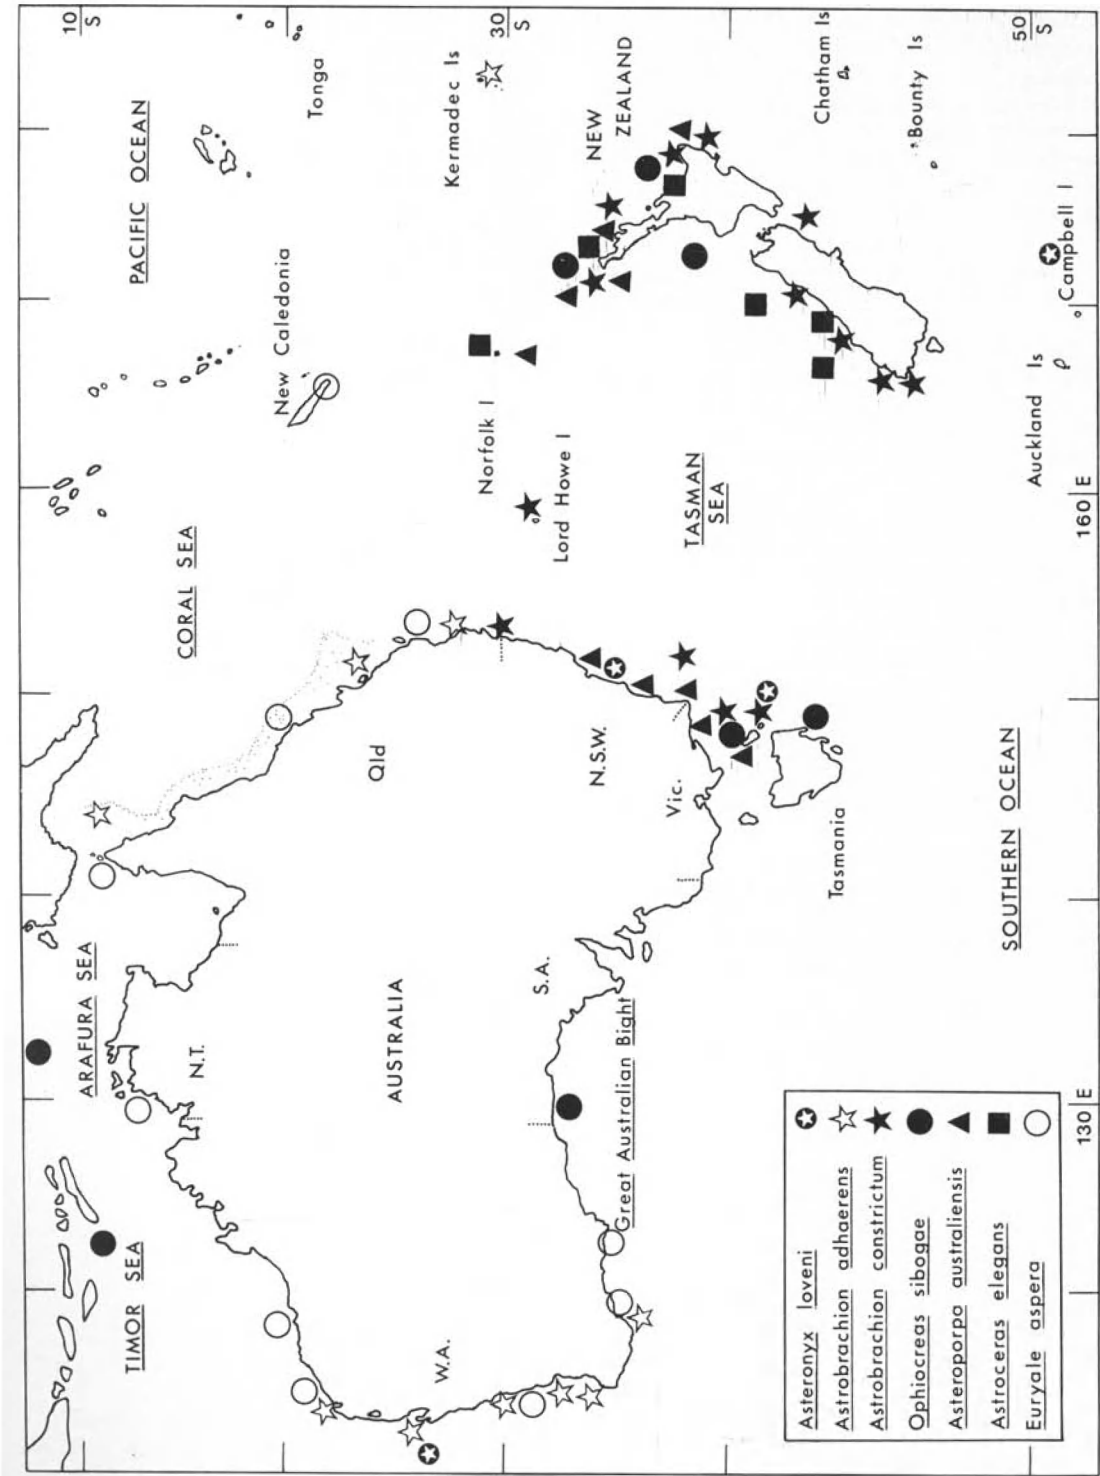 10
S
30
S
50
S
PACIFIC OCEAN
Tonga
Kermadec Is
NEW
ZEALAND
Chatham Is
Bounty Is
New Caledonia
Norfolk I
Lord Howe I
TASMAN
SEA
Campbell I
Auckland Is
160 E
CORAL SEA
Qld
N.S.W.
Vic.
Tasmania
SOUTHERN OCEAN
ARAFURA SEA
N.T.
AUSTRALIA
S.A.
Great Australian Bight
TIMOR SEA
W.A.
130 E
Asteronyx loveni
Astrobrachion adhaerens
Astrobrachion constrictum
Ophiocreas sibogae
Asteroporpa australiensis
Astroceras elegans
Euryale aspera